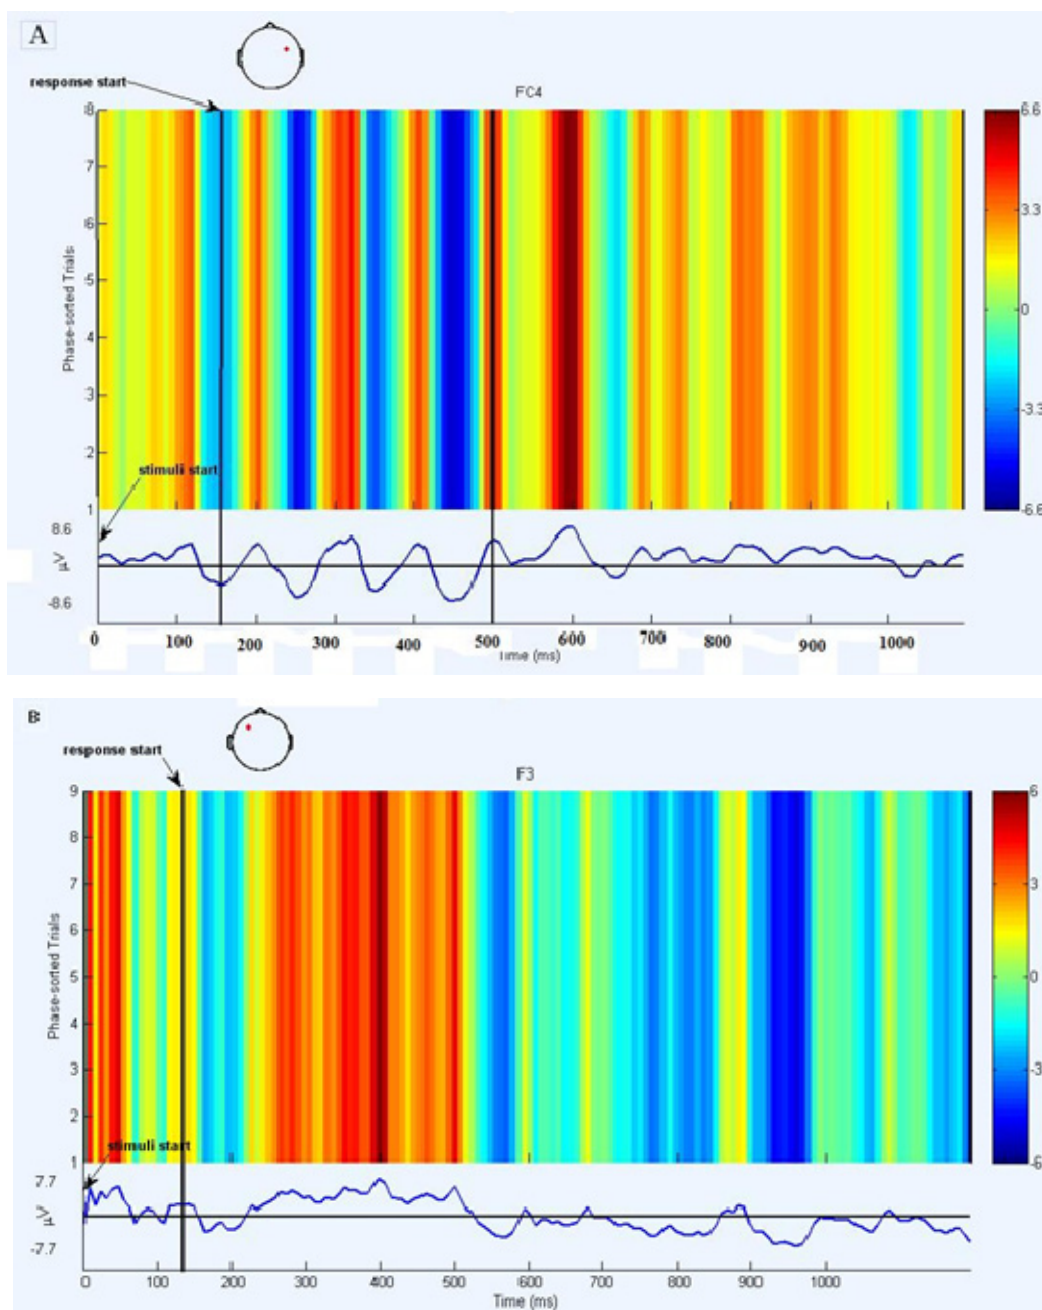 A
response start
FC4
8
7
6
5
4
3
2
1
Phase-sorted Trials
stimuli start
6.6
3.3
0
-3.3
-6.6
8.6
µV
-8.6
0 100 200 300 400 500 600 700 800 900 1000
Time (ms)
B
response start
F3
9
8
7
6
5
4
3
2
1
Phase-sorted Trials
stimuli start
6
3
0
-3
-6
7.7
µV
-7.7
0 100 200 300 400 500 600 700 800 900 1000
Time (ms)